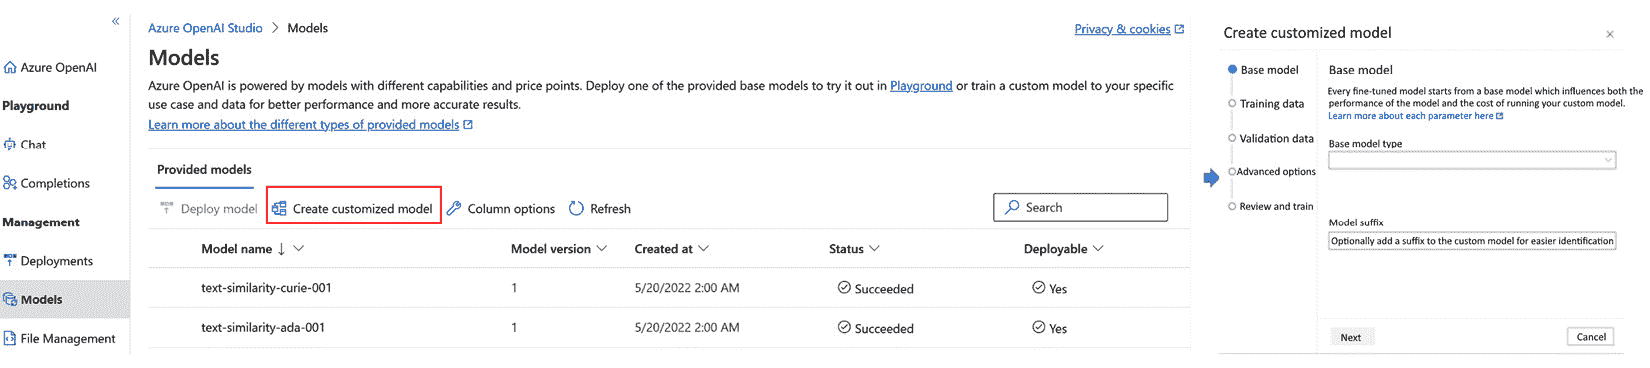 «
Azure OpenAI
Playground
Chat
Completions
Management
Deployments
Models
File Management
Azure OpenAI Studio > Models
Privacy & cookies
Models
Azure OpenAI is powered by models with different capabilities and price points. Deploy one of the provided base models to try it out in Playground or train a custom model to your specific
use case and data for better performance and more accurate results.
Learn more about the different types of provided models
Provided models
Deploy model Create customized model Column options Refresh Search
Model name ↓ Model version Created at Status Deployable
text-similarity-curie-001 1 5/20/2022 2:00 AM Succeeded Yes
text-similarity-ada-001 1 5/20/2022 2:00 AM Succeeded Yes
Create customized model
Base model
Training data
Validation data
Advanced options
Review and train
Base model
Every fine-tuned model starts from a base model which influences both the
performance of the model and the cost of running your custom model.
Learn more about each parameter here
Base model type
Model suffix
Optionally add a suffix to the custom model for easier identification
Next Cancel